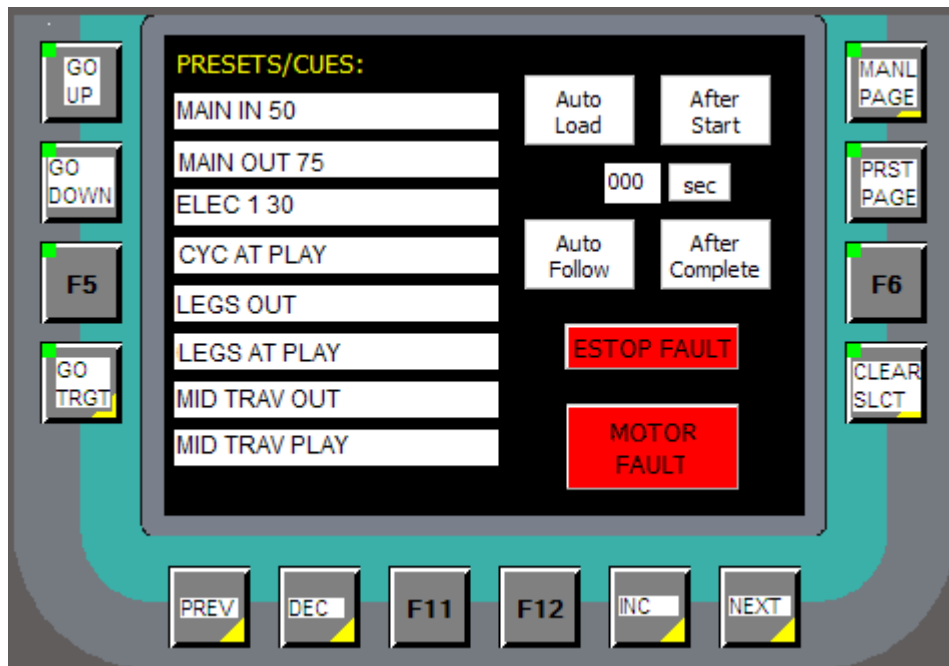 GO
UP
GO
DOWN
F5
GO
TRGT
PRESETS/CUES:
MAIN IN 50
MAIN OUT 75
ELEC 1 30
CYC AT PLAY
LEGS OUT
LEGS AT PLAY
MID TRAV OUT
MID TRAV PLAY
Auto
Load
After
Start
000
sec
Auto
Follow
After
Complete
ESTOP FAULT
MOTOR
FAULT
MANL
PAGE
PRST
PAGE
F6
CLEAR
SLCT
PREV
DEC
F11
F12
INC
NEXT